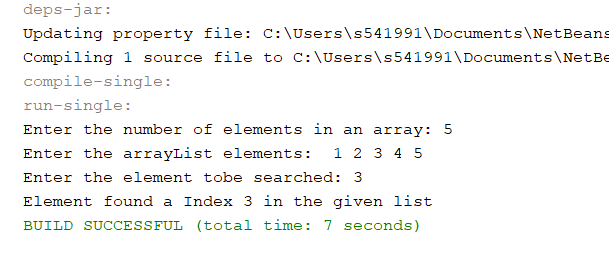 deps-jar:
Updating property file: C:\Users\s541991\Documents\NetBeans
Compiling 1 source file to C:\Users\s541991\Documents\NetBe
compile-single:
run-single:
Enter the number of elements in an array: 5
Enter the arrayList elements:  1 2 3 4 5
Enter the element tobe searched: 3
Element found a Index 3 in the given list
BUILD SUCCESSFUL (total time: 7 seconds)